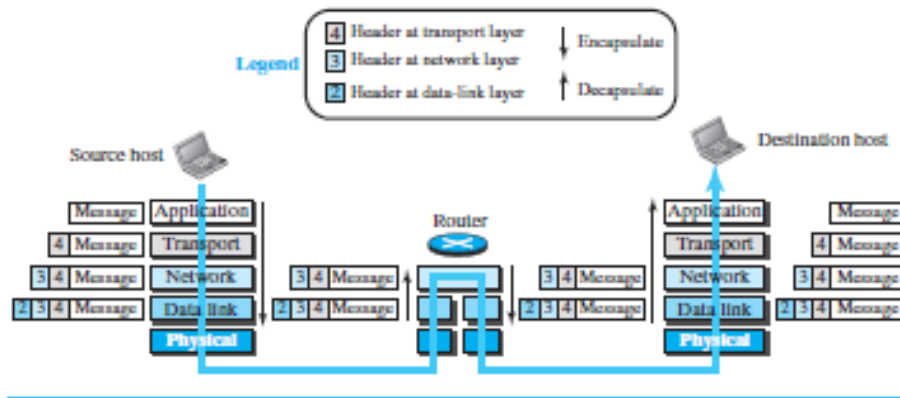 Legend
4 Header at transport layer
3 Header at network layer
2 Header at data-link layer
Encapsulate
Decapsulate
Source host
Destination host
Router
Message Application
4 Message Transport
3 4 Message Network
2 3 4 Message Data link
Physical
3 4 Message
2 3 4 Message
3 4 Message
2 3 4 Message
Application Message
Transport 4 Message
Network 3 4 Message
Data link 2 3 4 Message
Physical